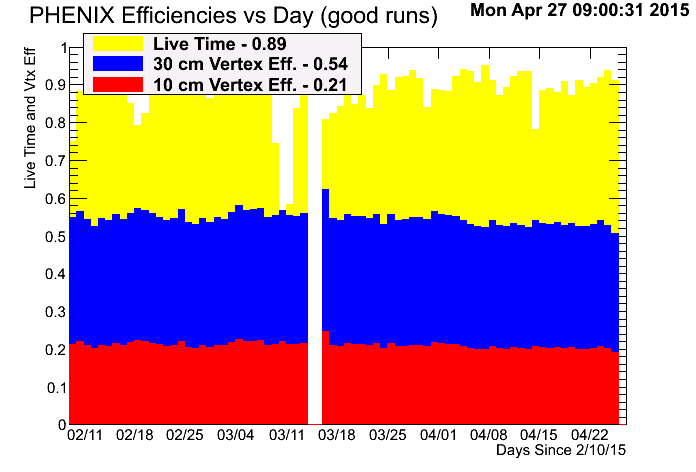 PHENIX Efficiencies vs Day (good runs)
Mon Apr 27 09:00:31 2015
Live Time - 0.89
30 cm Vertex Eff. - 0.54
10 cm Vertex Eff. - 0.21
Live Time and Vtx Eff
1
0.9
0.8
0.7
0.6
0.5
0.4
0.3
0.2
0.1
0
02/11 02/18 02/25 03/04 03/11 03/18 03/25 04/01 04/08 04/15 04/22
Days Since 2/10/15